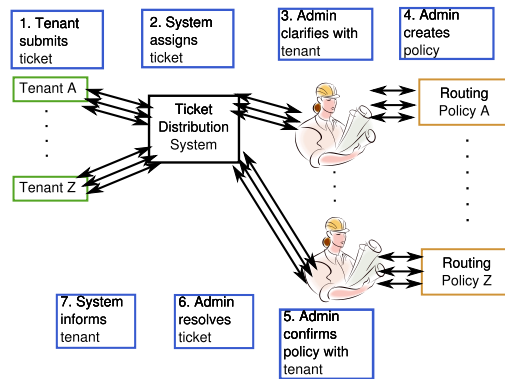 1. Tenant
submits
ticket
2. System
assigns
ticket
3. Admin
clarifies with
tenant
4. Admin
creates
policy
Tenant A
Tenant Z
Ticket
Distribution
System
Routing
Policy A
Routing
Policy Z
7. System
informs
tenant
6. Admin
resolves
ticket
5. Admin
confirms
policy with
tenant